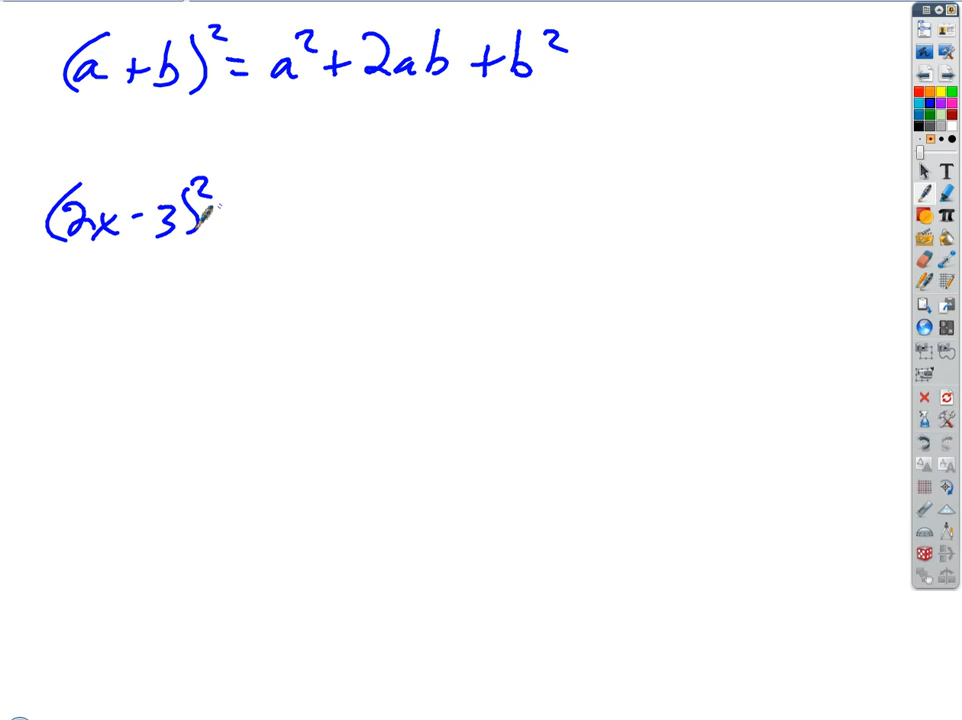 (a + b)² = a² + 2ab + b²
(2x - 3)²